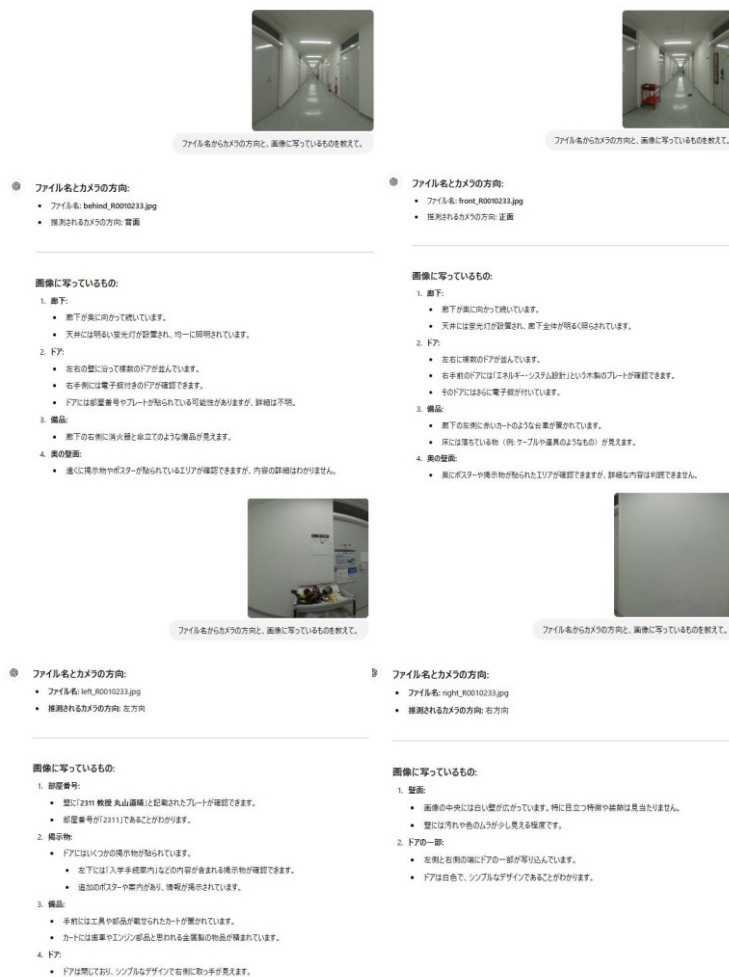 ファイル名からカメラの方向と、画像に写っているものを教えて。
ファイル名とカメラの方向:
• ファイル名: behind_R0010233.jpg
• 推測されるカメラの方向: 背面
画像に写っているもの:
1. 廊下:
• 廊下が奥に向かって続いています。
• 天井には明るい蛍光灯が設置され、均一に照明されています。
2. ドア:
• 左右の壁に沿って複数のドアが並んでいます。
• 右手側には電子錠付きのドアが確認できます。
• ドアには部屋番号やプレートが貼られている可能性がありますが、詳細は不明。
3. 備品:
• 廊下の右側に消火器と傘立てのような備品が見えます。
4. 奥の壁面:
• 遠くに掲示物やポスターが貼られているエリアが確認できますが、内容の詳細はわかりません。
ファイル名からカメラの方向と、画像に写っているものを教えて。
ファイル名とカメラの方向:
• ファイル名: front_R0010233.jpg
• 推測されるカメラの方向: 正面
画像に写っているもの:
1. 廊下:
• 廊下が奥に向かって続いています。
• 天井には蛍光灯が設置され、廊下全体が明るく照らされています。
2. ドア:
• 左右に複数のドアが並んでいます。
• 右手前のドアには「エネルギー・システム設計」という木製のプレートが確認できます。
• そのドアにはさらに電子錠が付いています。
3. 備品:
• 廊下の左側に赤いカートのような台車が置かれています。
• 床には落ちている物（例: ケーブルや道具のようなもの）が見えます。
4. 奥の壁面:
• 奥にポスターや掲示物が貼られたエリアが確認できますが、詳細な内容は判読できません。
ファイル名からカメラの方向と、画像に写っているものを教えて。
ファイル名とカメラの方向:
• ファイル名: left_R0010233.jpg
• 推測されるカメラの方向: 左方向
画像に写っているもの:
1. 部屋番号:
• 壁に「2311 教授 丸山直晴」と記載されたプレートが確認できます。
• 部屋番号が「2311」であることがわかります。
2. 掲示物:
• ドアにはいくつかの掲示物が貼られています。
• 左下には「入学手続案内」などの内容が含まれる掲示物が確認できます。
• 追加のポスターや案内があり、情報が掲示されています。
3. 備品:
• 手前には工具や部品が載せられたカートが置かれています。
• カートには歯車やエンジン部品と思われる金属製の物品が積まれています。
4. ドア:
• ドアは閉じており、シンプルなデザインで右側に取っ手が見えます。
ファイル名からカメラの方向と、画像に写っているものを教えて。
ファイル名とカメラの方向:
• ファイル名: right_R0010233.jpg
• 推測されるカメラの方向: 右方向
画像に写っているもの:
1. 壁面:
• 画像の中央には白い壁が広がっています。特に目立つ特徴や装飾は見当たりません。
• 壁には汚れや色のムラが少し見える程度です。
2. ドアの一部:
• 左側と右側の端にドアの一部が写り込んでいます。
• ドアは白色で、シンプルなデザインであることがわかります。